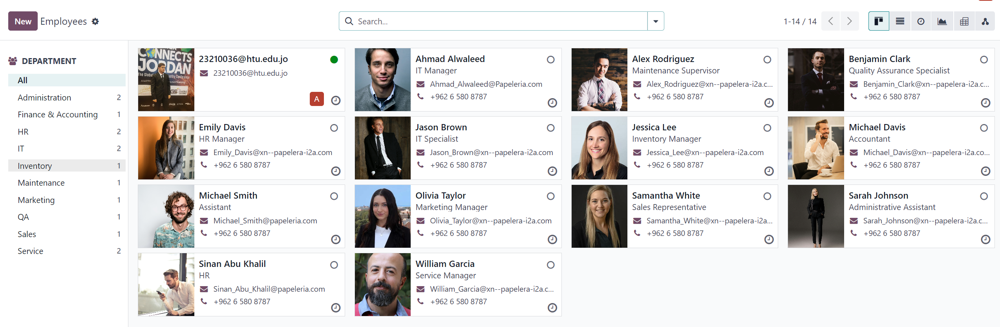 New Employees
Search...
1-14 / 14
DEPARTMENT
All
Administration 2
Finance & Accounting 1
HR 2
IT 2
Inventory 1
Maintenance 1
Marketing 1
QA 1
Sales 1
Service 2
CONNECTS
JORDAN
23210036@htu.edu.jo
23210036@htu.edu.jo
A
Ahmad Alwaleed
IT Manager
Ahmad_Alwaleed@Papeleria.com
+962 6 580 8787
Alex Rodriguez
Maintenance Supervisor
Alex_Rodriguez@xn--papelera-i2a.c...
+962 6 580 8787
Benjamin Clark
Quality Assurance Specialist
Benjamin_Clark@xn--papelera-i2a.c...
+962 6 580 8787
Emily Davis
HR Manager
Emily_Davis@xn--papelera-i2a.com
+962 6 580 8787
Jason Brown
IT Specialist
Jason_Brown@xn--papelera-i2a.com
+962 6 580 8787
Jessica Lee
Inventory Manager
Jessica_Lee@xn--papelera-i2a.com
+962 6 580 8787
Michael Davis
Accountant
Michael_Davis@xn--papelera-i2a.co...
+962 6 580 8787
Michael Smith
Assistant
Michael_Smith@papeleria.com
+962 6 580 8787
Olivia Taylor
Marketing Manager
Olivia_Taylor@xn--papelera-i2a.com
+962 6 580 8787
Samantha White
Sales Representative
Samantha_White@xn--papelera-i2a...
+962 6 580 8787
Sarah Johnson
Administrative Assistant
Sarah_Johnson@xn--papelera-i2a.c...
+962 6 580 8787
Sinan Abu Khalil
HR
Sinan_Abu_Khalil@papeleria.com
+962 6 580 8787
William Garcia
Service Manager
William_Garcia@xn--papelera-i2a.c...
+962 6 580 8787